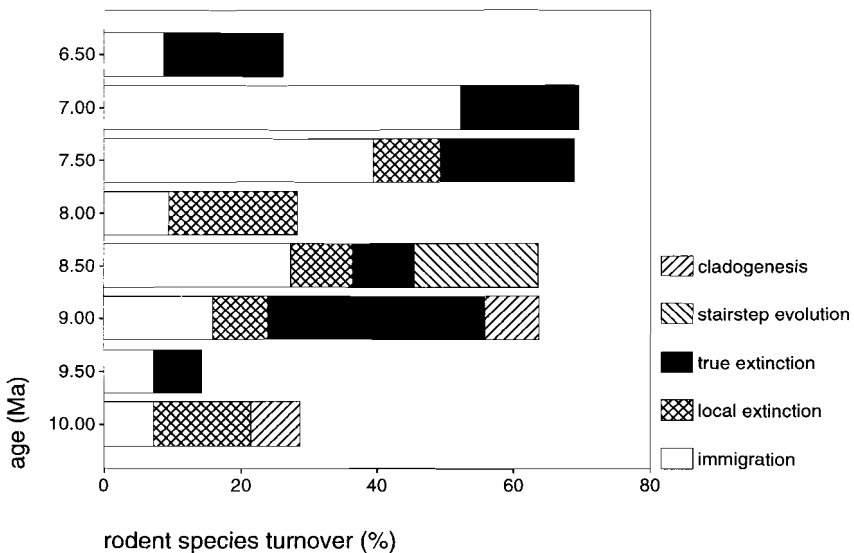 6.50
7.00
7.50
8.00
8.50
9.00
9.50
10.00
age (Ma)
0 20 40 60 80
rodent species turnover (%)
cladogenesis
stairstep evolution
true extinction
local extinction
immigration